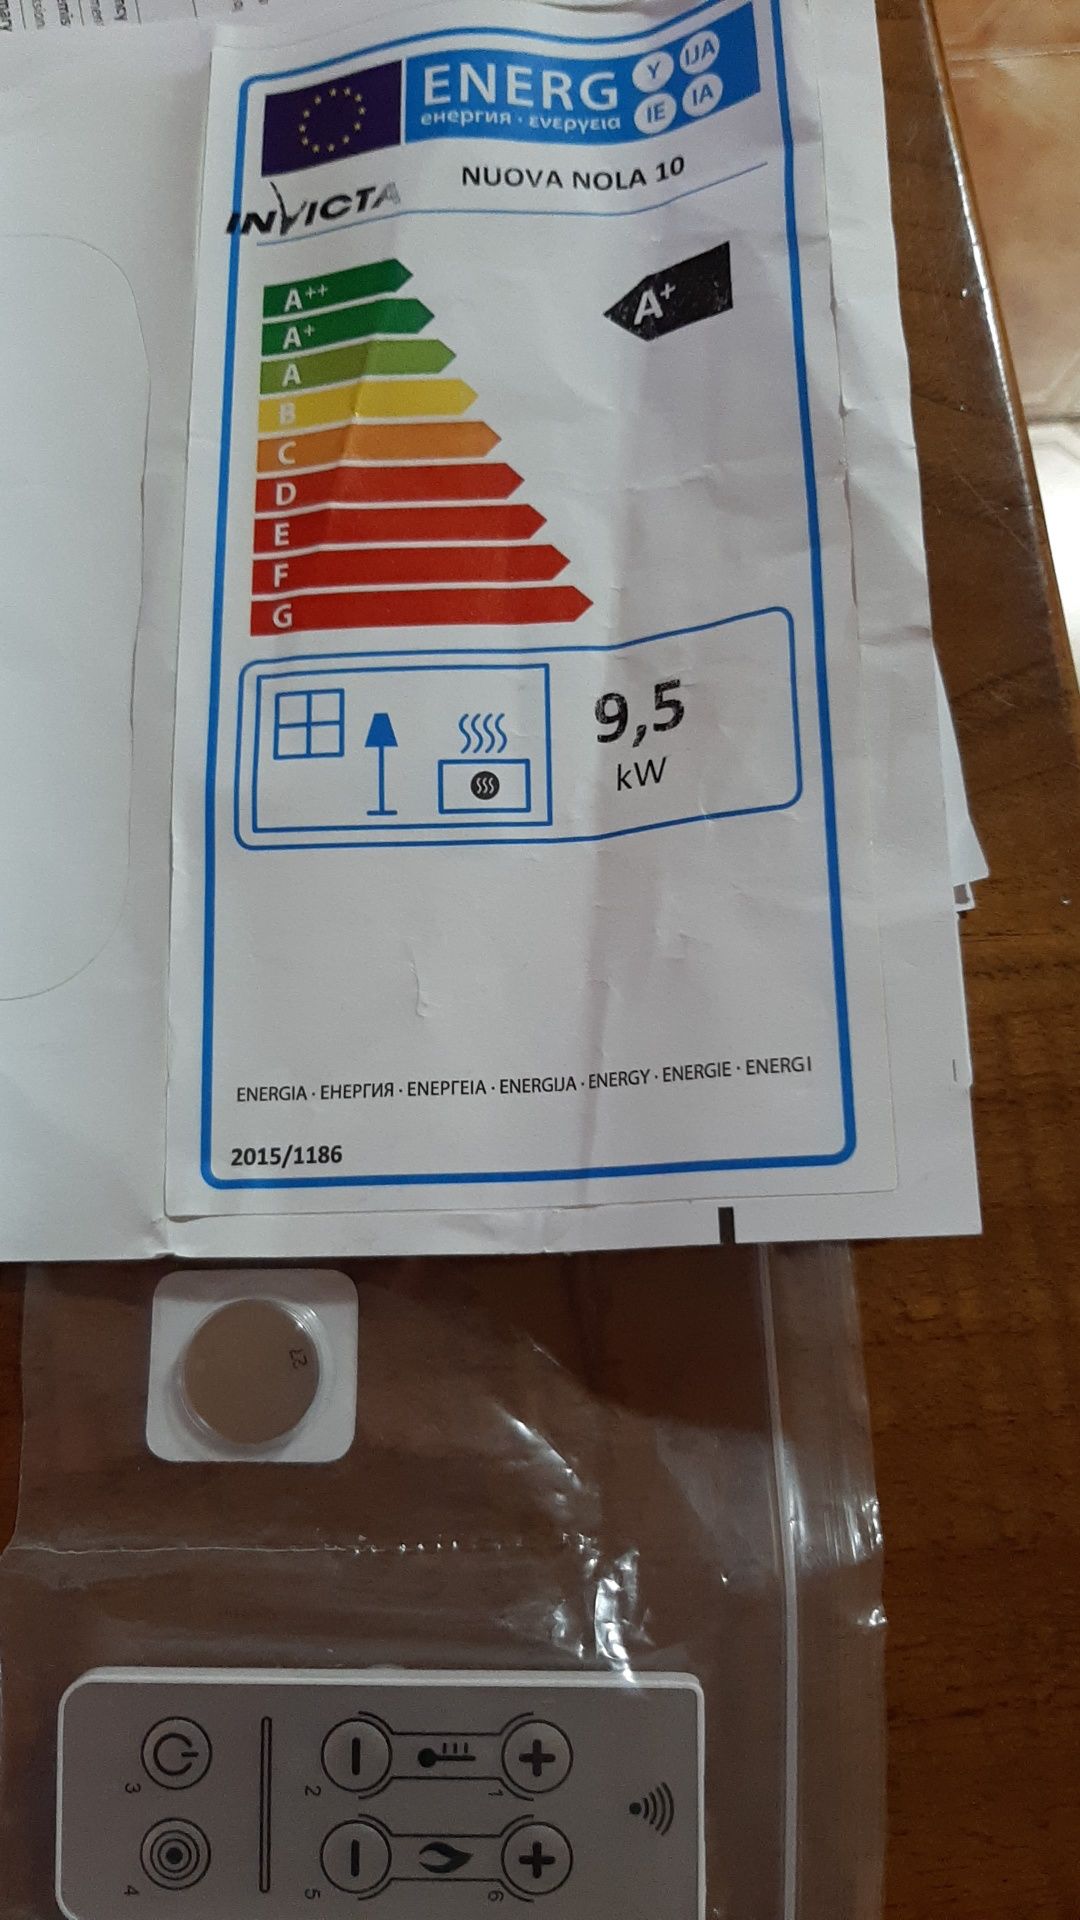 ENERG
енергия · ενεργεια
Y
IJA
IE
IA
INVICTA
NUOVA NOLA 10
A++
A+
A+
A
B
C
D
E
F
G
9,5
kW
ENERGIA · ЕНЕРГИЯ · ΕΝΕΡΓΕΙΑ · ENERGIJA · ENERGY · ENERGIE · ENERGI
2015/1186
3
2
1
4
5
6